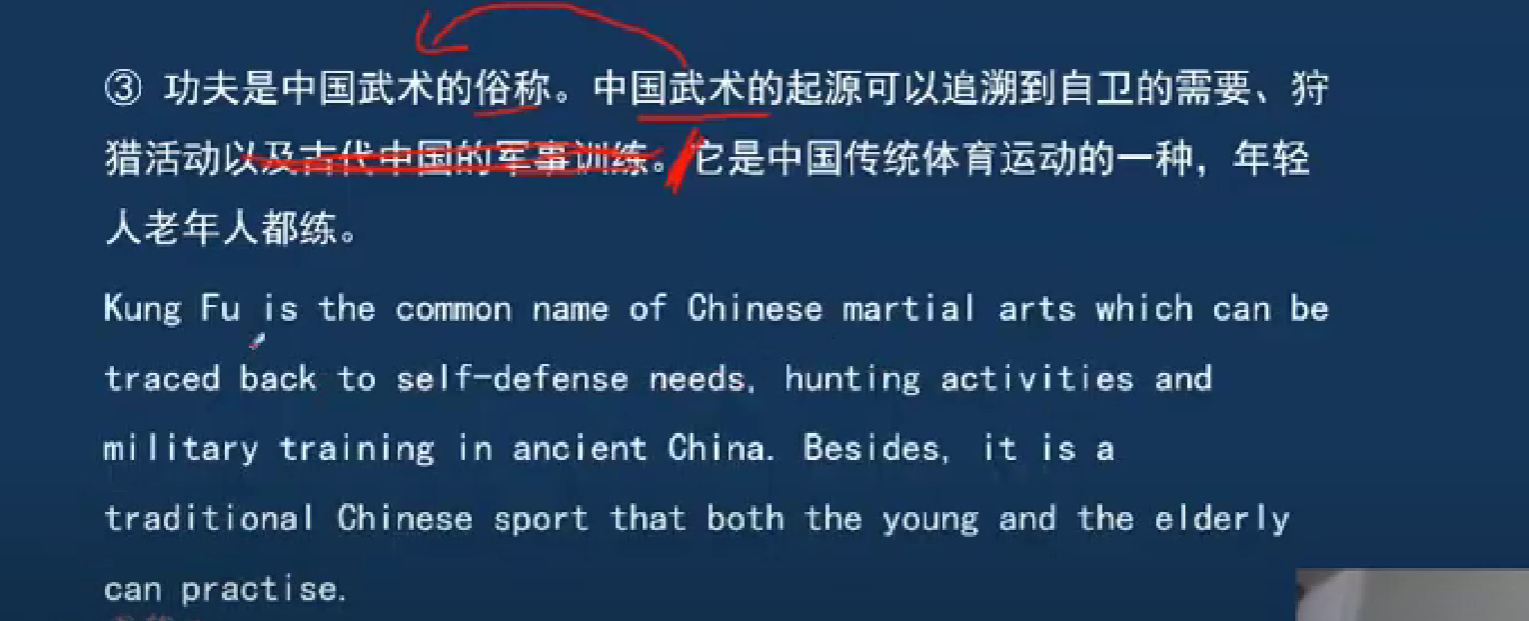 ③ 功夫是中国武术的俗称。中国武术的起源可以追溯到自卫的需要、狩
猎活动以及古代中国的军事训练。它是中国传统体育运动的一种，年轻
人老年人都练。
Kung Fu is the common name of Chinese martial arts which can be
traced back to self-defense needs, hunting activities and
military training in ancient China. Besides, it is a
traditional Chinese sport that both the young and the elderly
can practise.